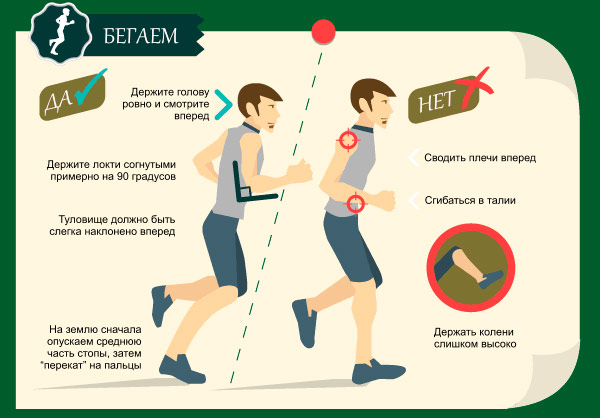 БЕГАЕМ
ДА
Держите голову
ровно и смотрите
вперед
Держите локти согнутыми
примерно на 90 градусов
Туловище должно быть
слегка наклонено вперед
На землю сначала
опускаем среднюю
часть стопы, затем
"перекат" на пальцы
НЕТ
Сводить плечи вперед
Сгибаться в талии
Держать колени
слишком высоко